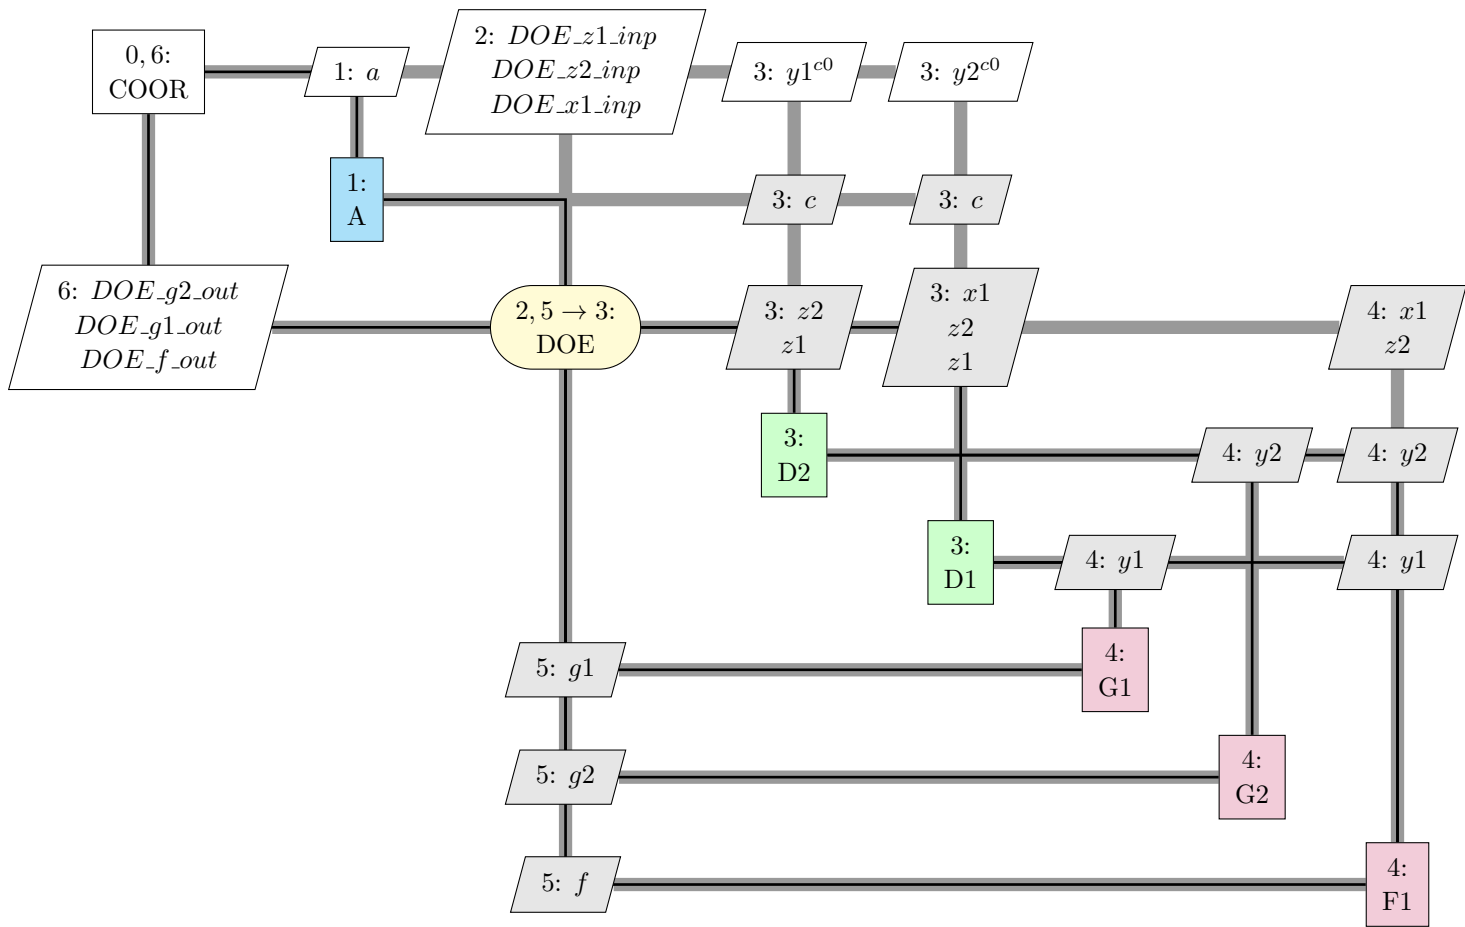 0, 6:
COOR
1: a
2: DOE_z1_inp
DOE_z2_inp
DOE_x1_inp
3: y1^{c0}
3: y2^{c0}
1:
A
3: c
3: c
6: DOE_g2_out
DOE_g1_out
DOE_f_out
2, 5 → 3:
DOE
3: z2
z1
3: x1
z2
z1
4: x1
z2
3:
D2
4: y2
4: y2
3:
D1
4: y1
4: y1
5: g1
4:
G1
5: g2
4:
G2
5: f
4:
F1